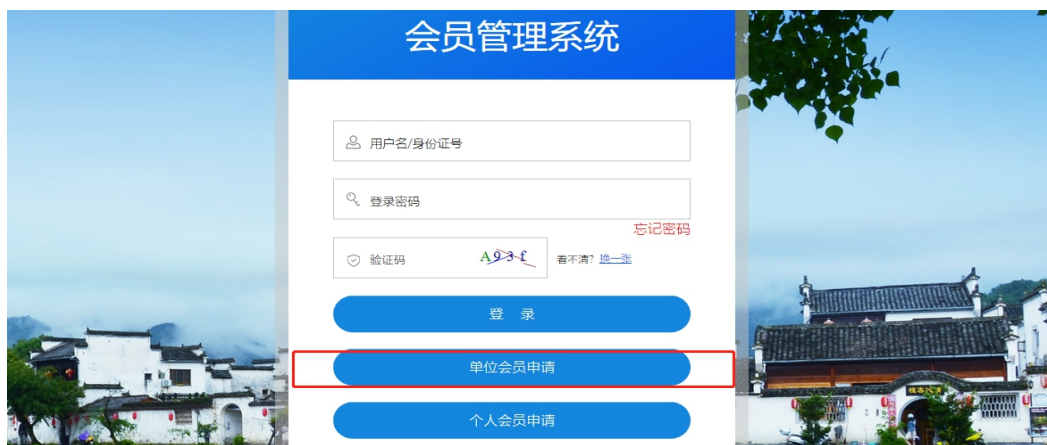 会员管理系统
用户名/身份证号
登录密码
忘记密码
验证码 A93f 看不清? 换一张
登 录
单位会员申请
个人会员申请